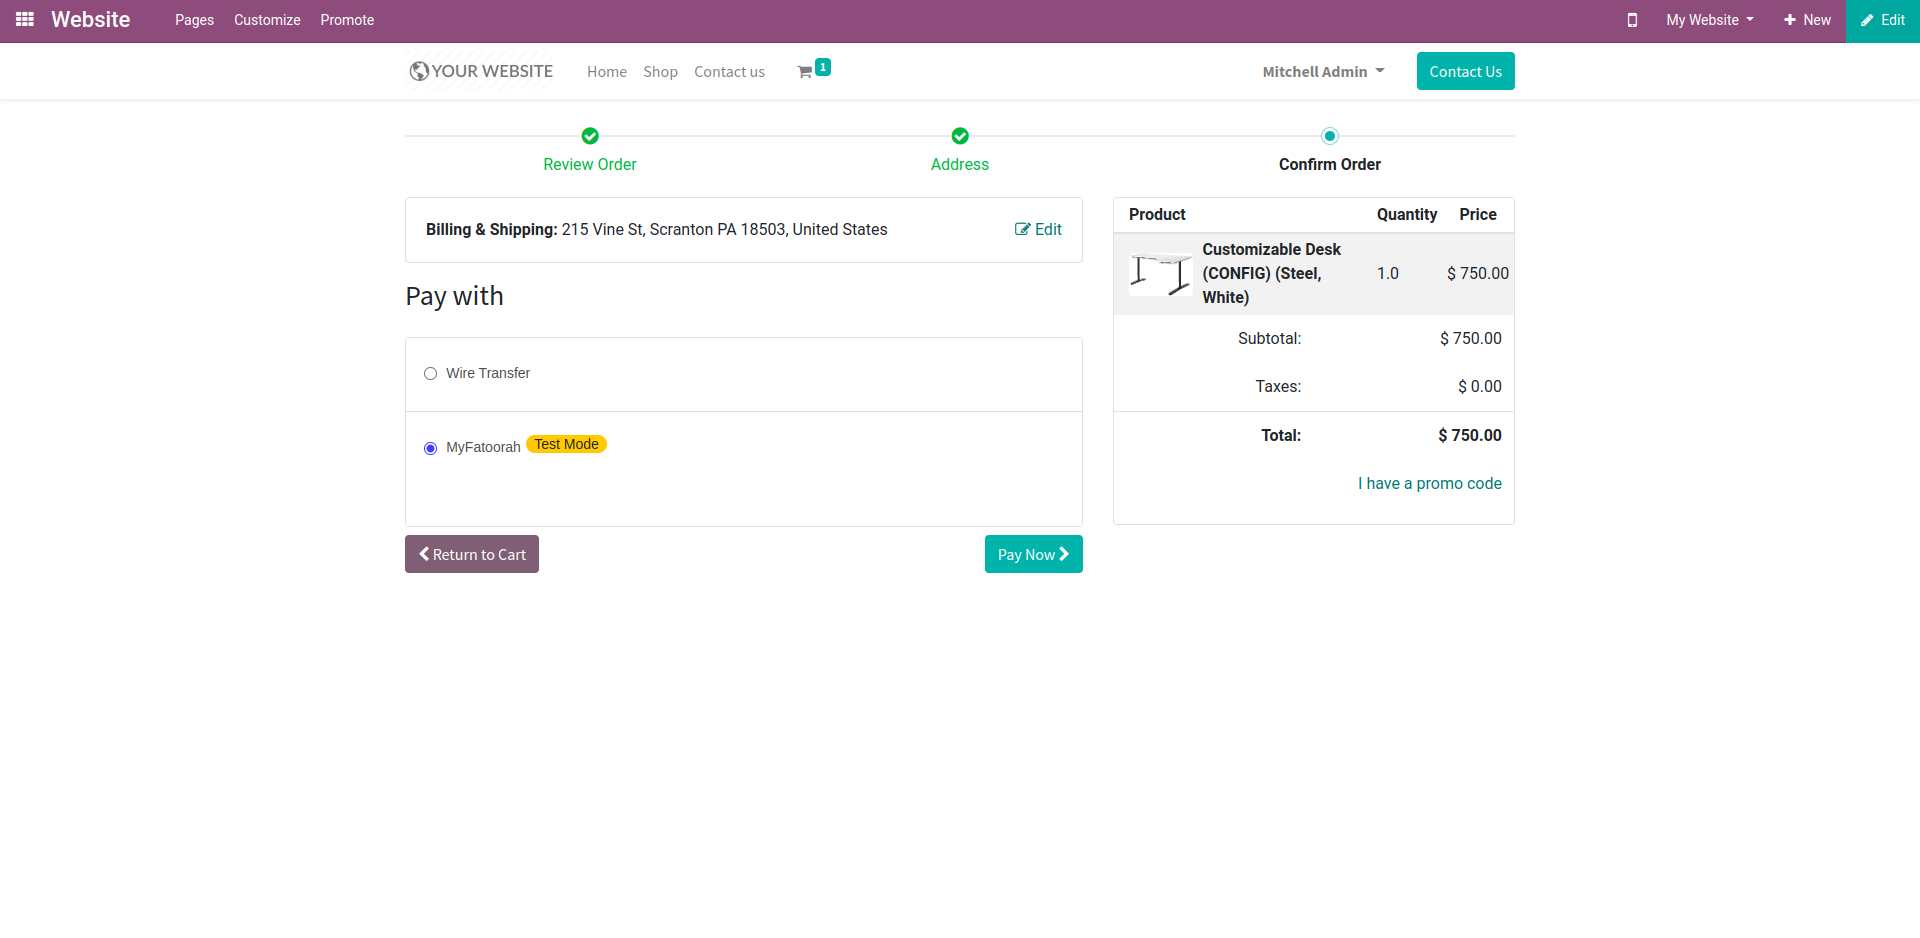 Website Pages Customize Promote My Website New Edit
YOUR WEBSITE Home Shop Contact us 1 Mitchell Admin Contact Us
Review Order Address Confirm Order
Billing & Shipping: 215 Vine St, Scranton PA 18503, United States Edit
Pay with
Wire Transfer
MyFatoorah Test Mode
Return to Cart Pay Now
Product Quantity Price
Customizable Desk
(CONFIG) (Steel, 1.0 $ 750.00
White)
Subtotal: $ 750.00
Taxes: $ 0.00
Total: $ 750.00
I have a promo code